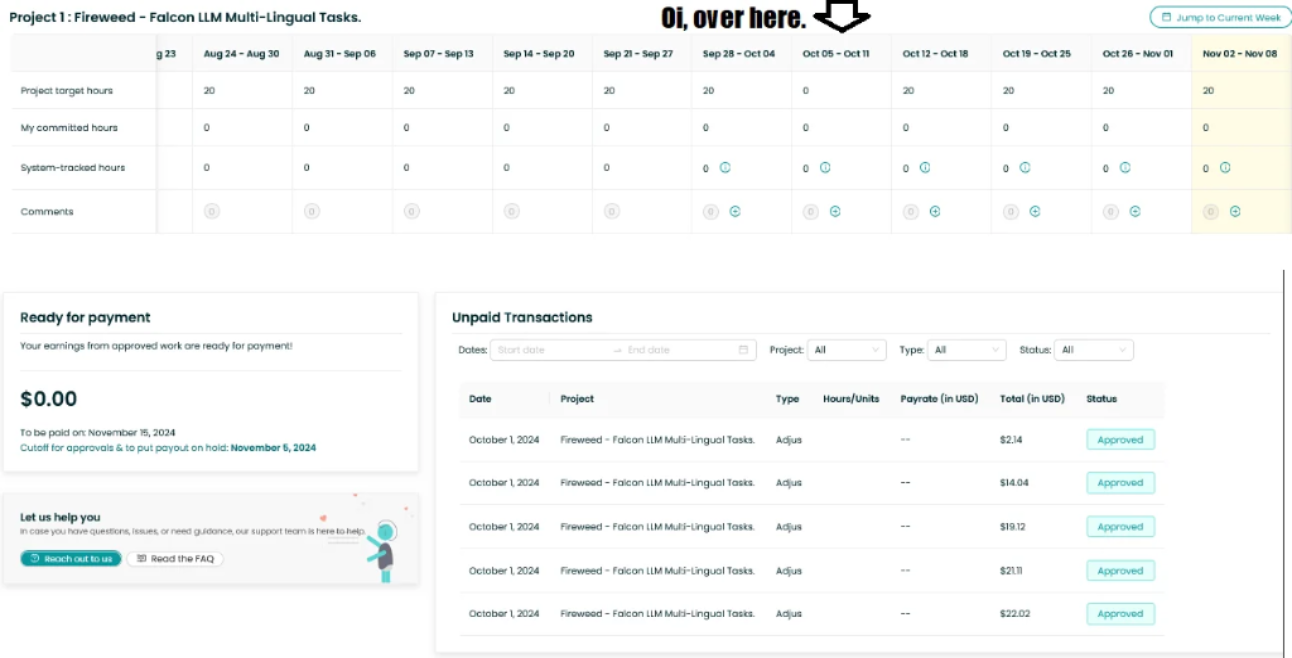 Project 1 : Fireweed - Falcon LLM Multi-Lingual Tasks.
Oi, over here.
Jump to Current Week
g 23 Aug 24 - Aug 30 Aug 31 - Sep 06 Sep 07 - Sep 13 Sep 14 - Sep 20 Sep 21 - Sep 27 Sep 28 - Oct 04 Oct 05 - Oct 11 Oct 12 - Oct 18 Oct 19 - Oct 25 Oct 26 - Nov 01 Nov 02 - Nov 08
Project target hours 20 20 20 20 20 20 0 20 20 20 20
My committed hours 0 0 0 0 0 0 0 0 0 0 0
System-tracked hours 0 0 0 0 0 0 0 0 0 0 0
Comments 0 0 0 0 0 0 0 0 0 0 0
Ready for payment
Your earnings from approved work are ready for payment!
$0.00
To be paid on: November 15, 2024
Cutoff for approvals & to put payout on hold: November 5, 2024
Let us help you
In case you have questions, issues, or need guidance, our support team is here to help.
Reach out to us Read the FAQ
Unpaid Transactions
Dates: Start date → End date Project: All Type: All Status: All
Date Project Type Hours/Units Payrate (in USD) Total (in USD) Status
October 1, 2024 Fireweed - Falcon LLM Multi-Lingual Tasks. Adjus -- $2.14 Approved
October 1, 2024 Fireweed - Falcon LLM Multi-Lingual Tasks. Adjus -- $14.04 Approved
October 1, 2024 Fireweed - Falcon LLM Multi-Lingual Tasks. Adjus -- $19.12 Approved
October 1, 2024 Fireweed - Falcon LLM Multi-Lingual Tasks. Adjus -- $21.11 Approved
October 1, 2024 Fireweed - Falcon LLM Multi-Lingual Tasks. Adjus -- $22.02 Approved